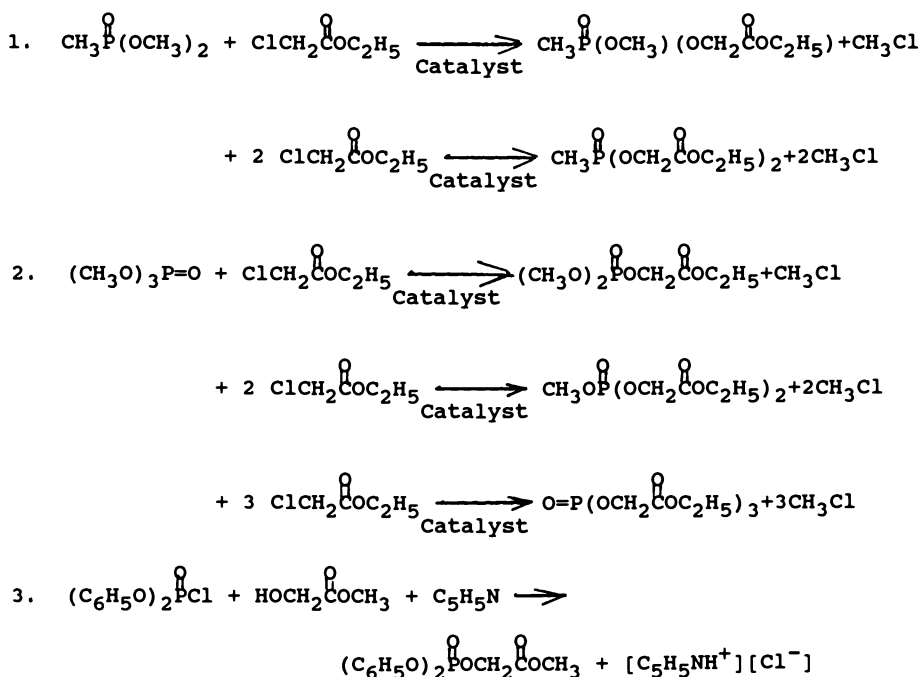 O O O
1. CH₃P(OCH₃)₂ + ClCH₂COC₂H₅ ⟶ CH₃P(OCH₃)(OCH₂COC₂H₅)+CH₃Cl
Catalyst
O O O
+ 2 ClCH₂COC₂H₅ ⟶ CH₃P(OCH₂COC₂H₅)₂+2CH₃Cl
Catalyst
O O O
2. (CH₃O)₃P=O + ClCH₂COC₂H₅ ⟶ (CH₃O)₂POCH₂COC₂H₅+CH₃Cl
Catalyst
O O O
+ 2 ClCH₂COC₂H₅ ⟶ CH₃OP(OCH₂COC₂H₅)₂+2CH₃Cl
Catalyst
O O
+ 3 ClCH₂COC₂H₅ ⟶ O=P(OCH₂COC₂H₅)₃+3CH₃Cl
Catalyst
O O
3. (C₆H₅O)₂PCl + HOCH₂COCH₃ + C₅H₅N ⟶
O O
(C₆H₅O)₂POCH₂COCH₃ + [C₅H₅NH⁺][Cl⁻]